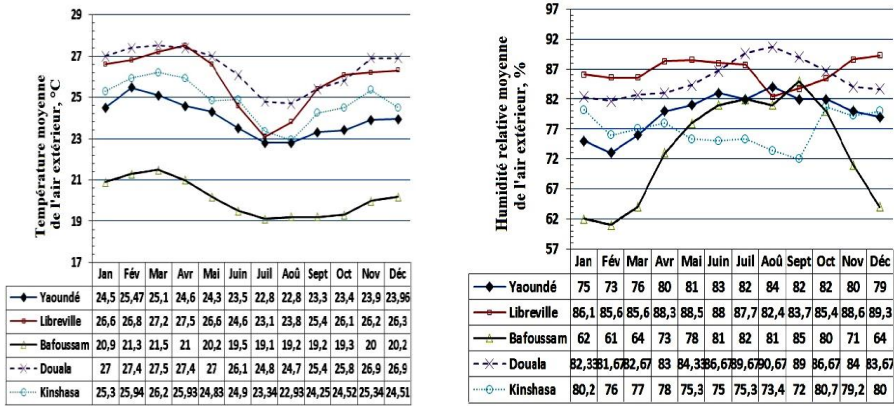 Température moyenne
de l'air extérieur, °C
29
27
25
23
21
19
17
Jan Fév Mar Avr Mai Juin Juil Aoû Sept Oct Nov Déc
Yaoundé 24,5 25,47 25,1 24,6 24,3 23,5 22,8 22,8 23,3 23,4 23,9 23,96
Libreville 26,6 26,8 27,2 27,5 26,6 24,6 23,1 23,8 25,4 26,1 26,2 26,3
Bafoussam 20,9 21,3 21,5 21 20,2 19,5 19,1 19,2 19,2 19,3 20 20,2
Douala 27 27,4 27,5 27,4 27 26,1 24,8 24,7 25,4 25,8 26,9 26,9
Kinshasa 25,3 25,94 26,2 25,93 24,83 24,9 23,34 22,93 24,25 24,52 25,34 24,51
Humidité relative moyenne
de l'air extérieur, %
97
92
87
82
77
72
67
62
57
Jan Fév Mar Avr Mai Juin Juil Aoû Sept Oct Nov Déc
Yaoundé 75 73 76 80 81 83 82 84 82 82 80 79
Libreville 86,1 85,6 85,6 88,3 88,5 88 87,7 82,4 83,7 85,4 88,6 89,3
Bafoussam 62 61 64 73 78 81 82 81 85 80 71 64
Douala 82,33 81,67 82,67 83 84,33 86,67 89,67 90,67 89 86,67 84 83,67
Kinshasa 80,2 76 77 78 75,3 75 75,3 73,4 72 80,7 79,2 80